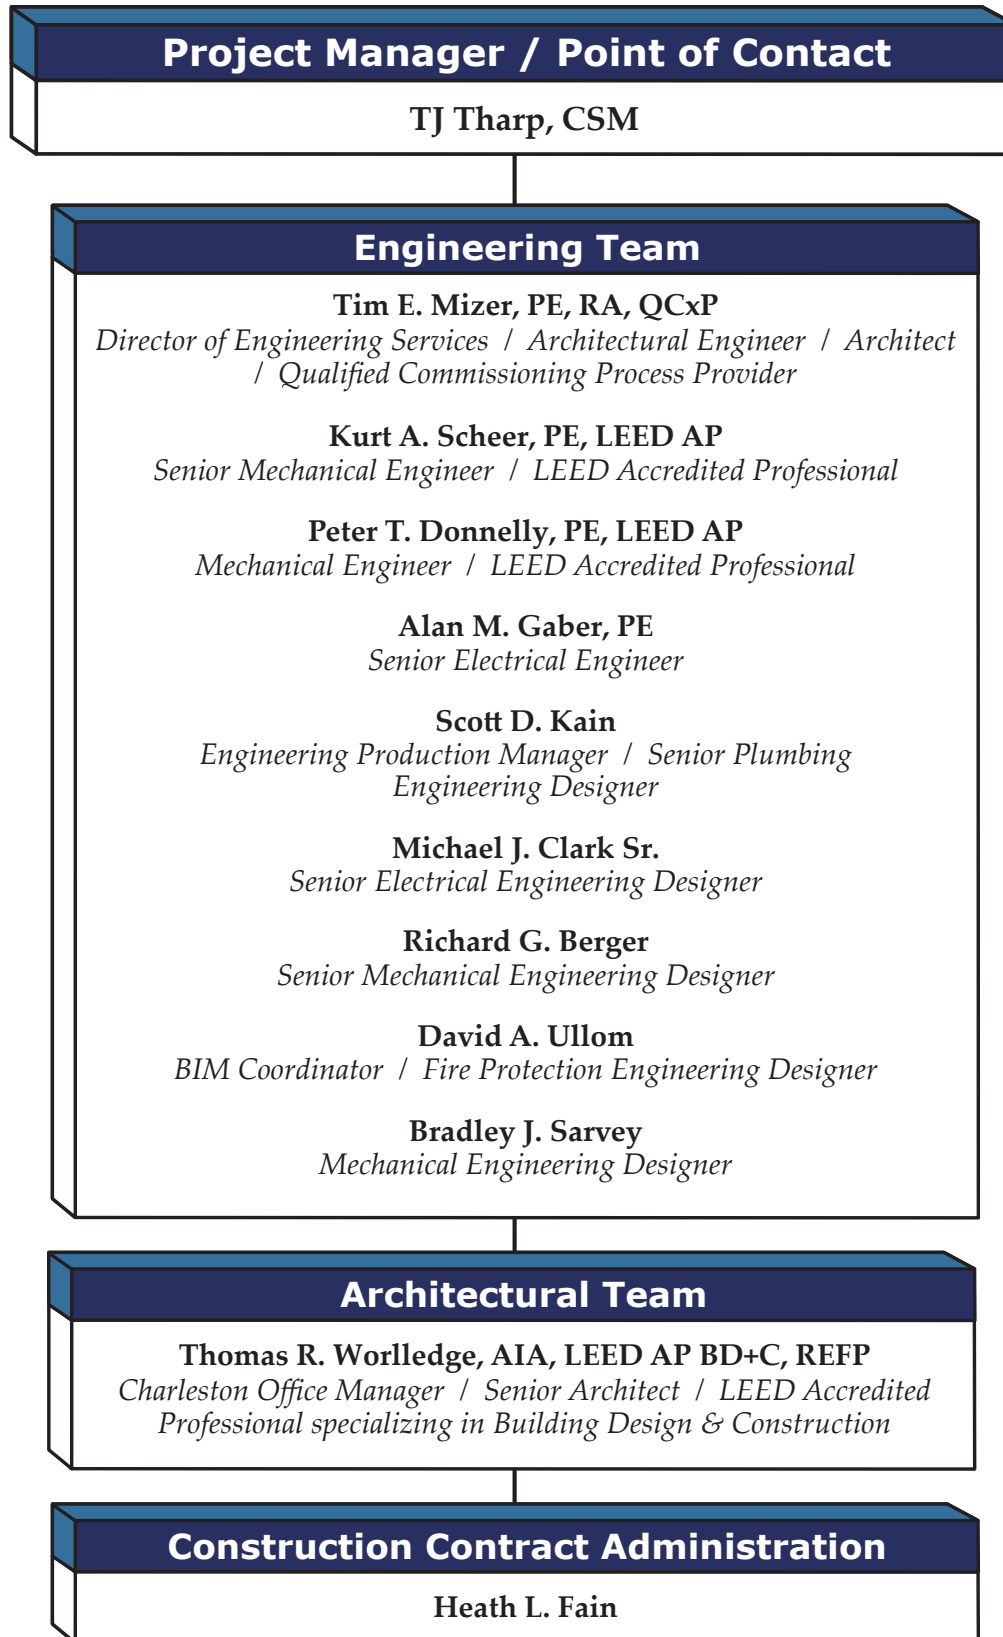 Project Manager / Point of Contact
TJ Tharp, CSM
Engineering Team
Tim E. Mizer, PE, RA, QCxP
Director of Engineering Services / Architectural Engineer / Architect
/ Qualified Commissioning Process Provider
Kurt A. Scheer, PE, LEED AP
Senior Mechanical Engineer / LEED Accredited Professional
Peter T. Donnelly, PE, LEED AP
Mechanical Engineer / LEED Accredited Professional
Alan M. Gaber, PE
Senior Electrical Engineer
Scott D. Kain
Engineering Production Manager / Senior Plumbing
Engineering Designer
Michael J. Clark Sr.
Senior Electrical Engineering Designer
Richard G. Berger
Senior Mechanical Engineering Designer
David A. Ullom
BIM Coordinator / Fire Protection Engineering Designer
Bradley J. Sarvey
Mechanical Engineering Designer
Architectural Team
Thomas R. Worlledge, AIA, LEED AP BD+C, REFP
Charleston Office Manager / Senior Architect / LEED Accredited
Professional specializing in Building Design & Construction
Construction Contract Administration
Heath L. Fain